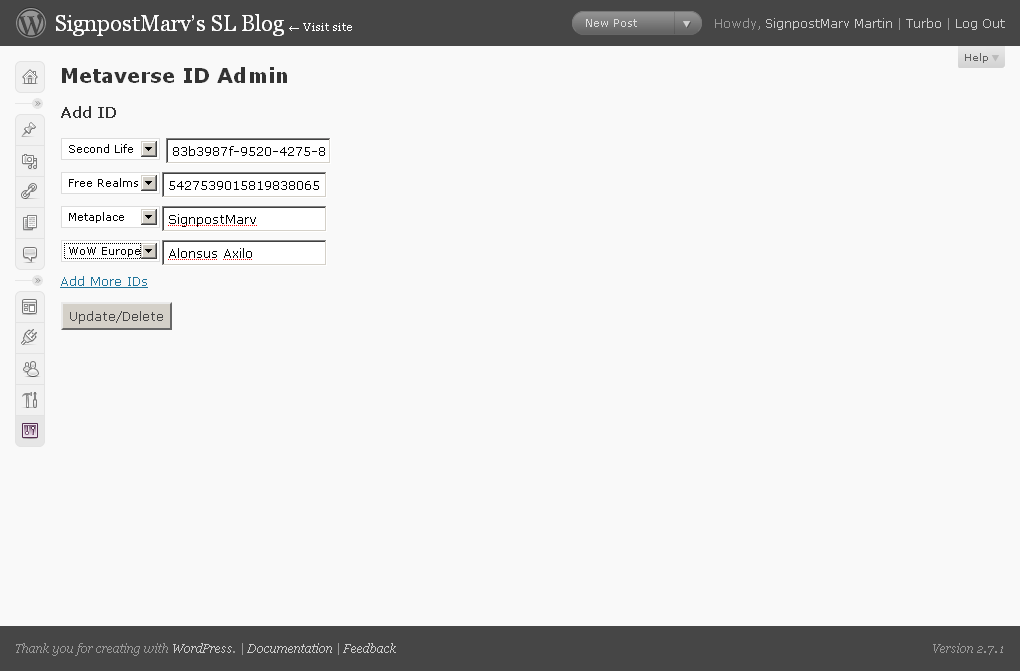 SignpostMarv's SL Blog ← Visit site
New Post ▼
Howdy, SignpostMarv Martin | Turbo | Log Out
Help ▼
Metaverse ID Admin
Add ID
Second Life 83b3987f-9520-4275-8
Free Realms 5427539015819838065
Metaplace SignpostMarv
WoW Europe Alonsus Axilo
Add More IDs
Update/Delete
Thank you for creating with WordPress. | Documentation | Feedback
Version 2.7.1